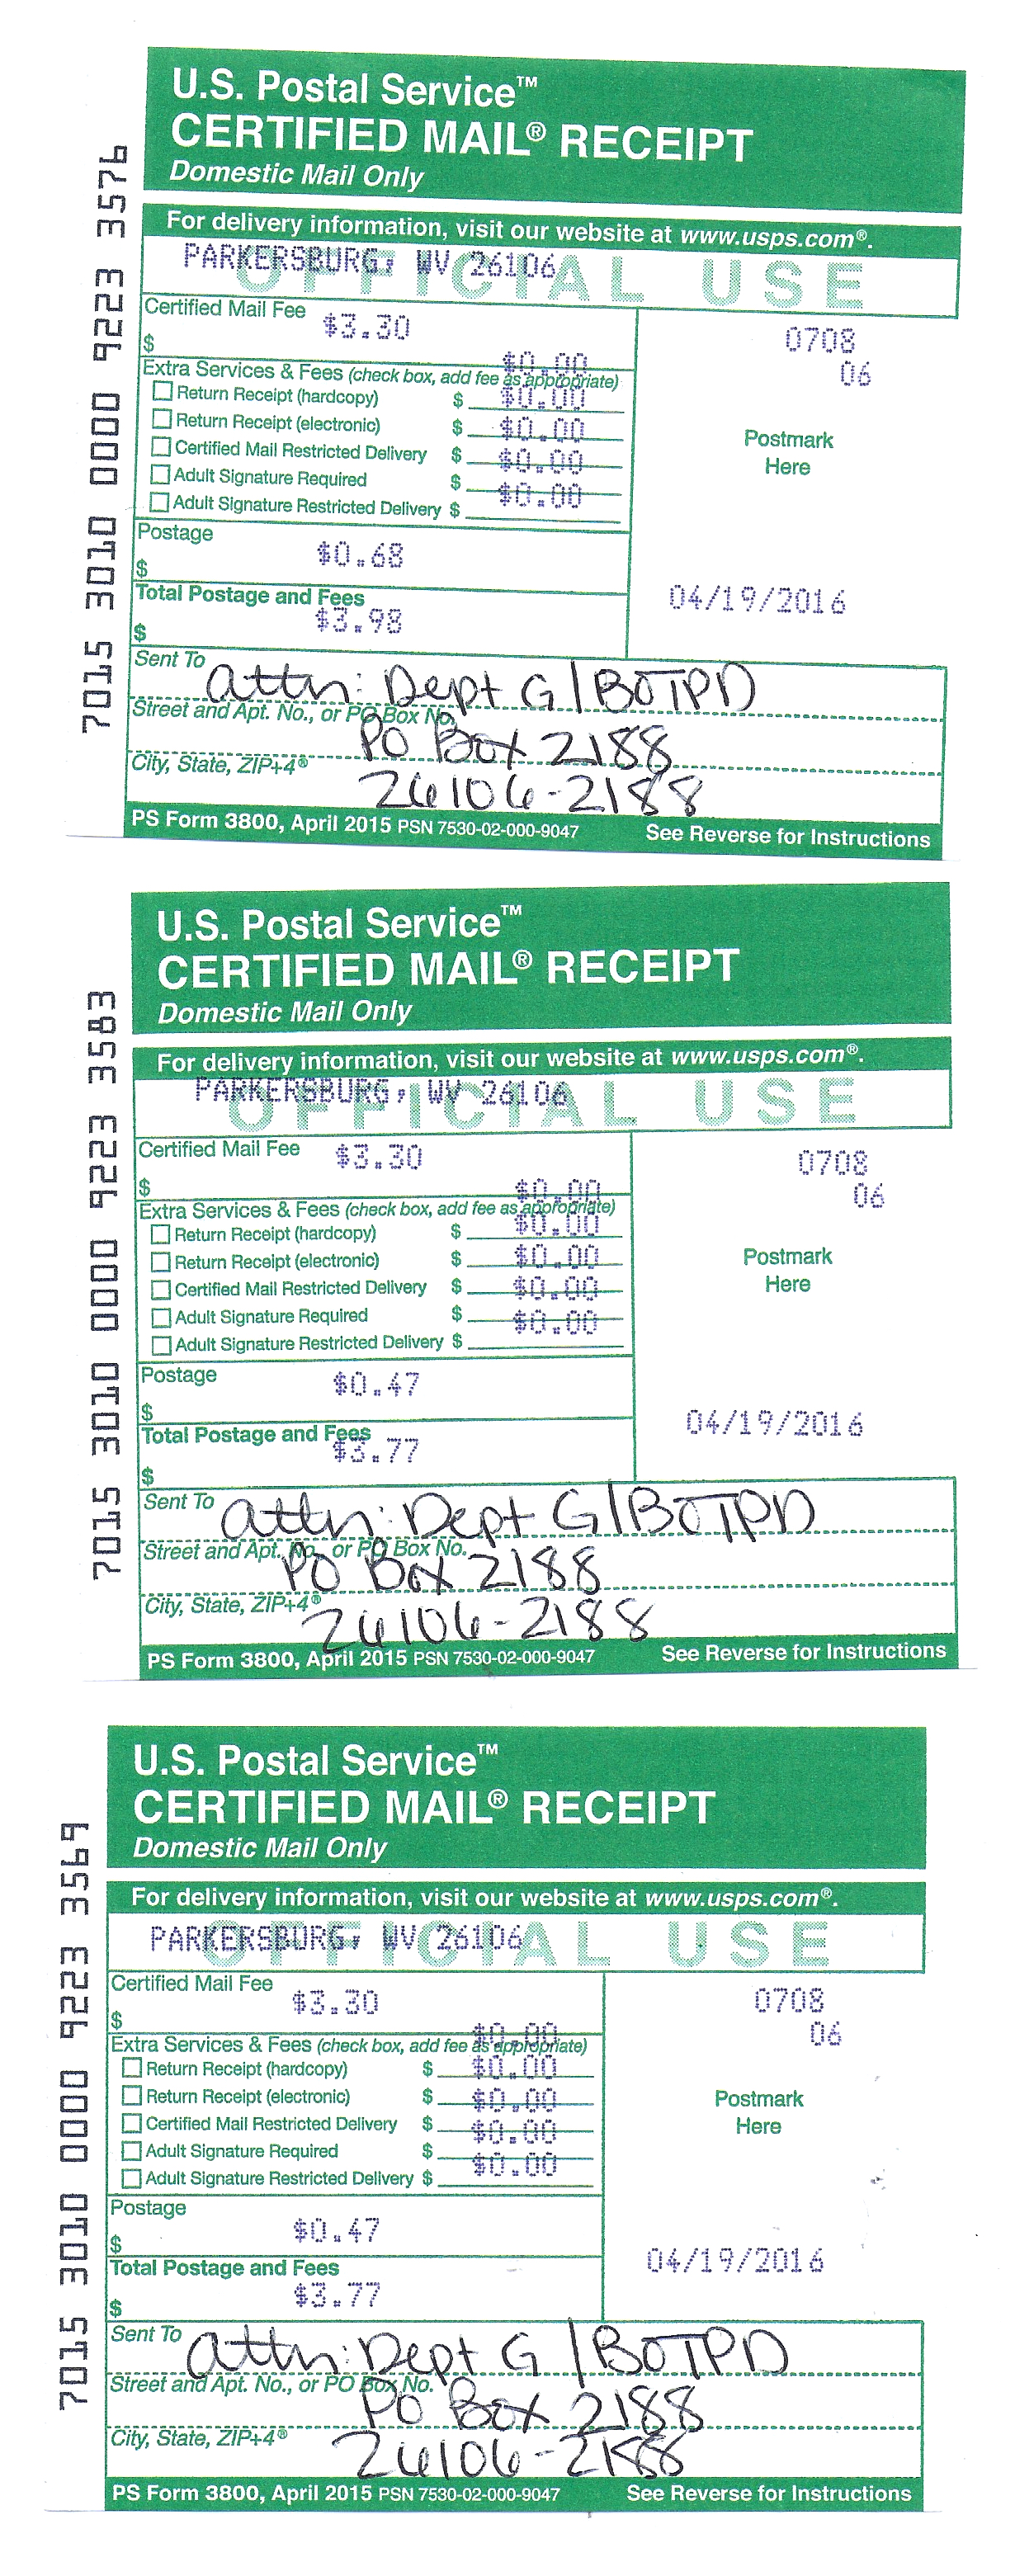 7015 3010 0000 9223 3576
U.S. Postal Service™
CERTIFIED MAIL® RECEIPT
Domestic Mail Only
For delivery information, visit our website at www.usps.com®.
PARKERSBURG, WV 26106
OFFICIAL USE
Certified Mail Fee
$ $3.30
0708
06
$0.00
Extra Services & Fees (check box, add fee as appropriate)
Return Receipt (hardcopy) $ $0.00
Return Receipt (electronic) $ $0.00
Certified Mail Restricted Delivery $ $0.00
Adult Signature Required $ $0.00
Adult Signature Restricted Delivery $
Postmark
Here
Postage
$ $0.68
Total Postage and Fees
$ $3.98
04/19/2016
Sent To attn: Dept G/BOTPD
Street and Apt. No., or PO Box No. PO Box 2188
City, State, ZIP+4® 26106-2188
PS Form 3800, April 2015 PSN 7530-02-000-9047 See Reverse for Instructions
7015 3010 0000 9223 3583
U.S. Postal Service™
CERTIFIED MAIL® RECEIPT
Domestic Mail Only
For delivery information, visit our website at www.usps.com®.
PARKERSBURG, WV 26106
OFFICIAL USE
Certified Mail Fee
$ $3.30
0708
06
$0.00
Extra Services & Fees (check box, add fee as appropriate)
Return Receipt (hardcopy) $ $0.00
Return Receipt (electronic) $ $0.00
Certified Mail Restricted Delivery $ $0.00
Adult Signature Required $ $0.00
Adult Signature Restricted Delivery $
Postmark
Here
Postage
$ $0.47
Total Postage and Fees
$ $3.77
04/19/2016
Sent To attn: Dept G/BOTPD
Street and Apt. No., or PO Box No. PO Box 2188
City, State, ZIP+4® 26106-2188
PS Form 3800, April 2015 PSN 7530-02-000-9047 See Reverse for Instructions
7015 3010 0000 9223 3569
U.S. Postal Service™
CERTIFIED MAIL® RECEIPT
Domestic Mail Only
For delivery information, visit our website at www.usps.com®.
PARKERSBURG, WV 26106
OFFICIAL USE
Certified Mail Fee
$ $3.30
0708
06
$0.00
Extra Services & Fees (check box, add fee as appropriate)
Return Receipt (hardcopy) $ $0.00
Return Receipt (electronic) $ $0.00
Certified Mail Restricted Delivery $ $0.00
Adult Signature Required $ $0.00
Adult Signature Restricted Delivery $
Postmark
Here
Postage
$ $0.47
Total Postage and Fees
$ $3.77
04/19/2016
Sent To attn: Dept G/BOTPD
Street and Apt. No., or PO Box No. PO Box 2188
City, State, ZIP+4® 26106-2188
PS Form 3800, April 2015 PSN 7530-02-000-9047 See Reverse for Instructions